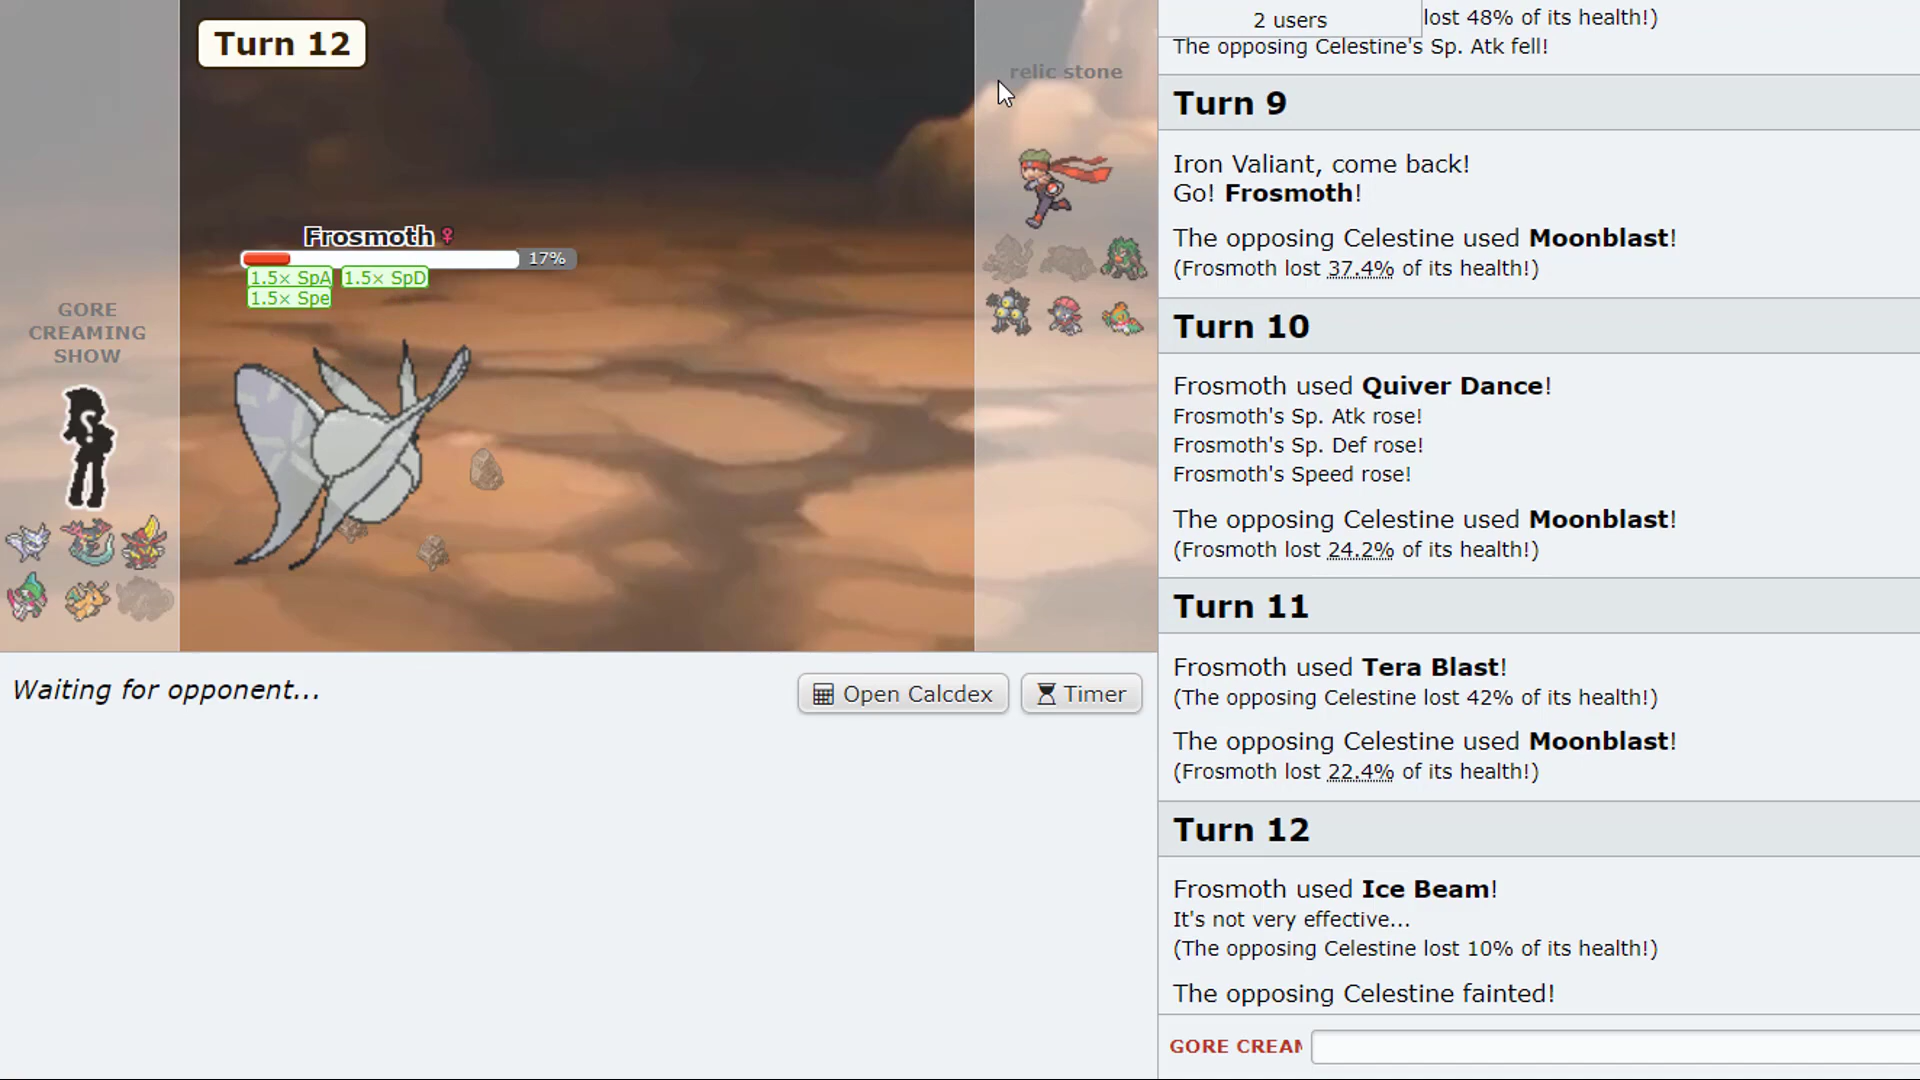 Turn 12
relic stone
Frosmoth ♀
17%
1.5× SpA 1.5× SpD
1.5× Spe
GORE
CREAMING
SHOW
?
Waiting for opponent...
Open Calcdex
Timer
2 users
lost 48% of its health!)
The opposing Celestine's Sp. Atk fell!
Turn 9
Iron Valiant, come back!
Go! Frosmoth!
The opposing Celestine used Moonblast!
(Frosmoth lost 37.4% of its health!)
Turn 10
Frosmoth used Quiver Dance!
Frosmoth's Sp. Atk rose!
Frosmoth's Sp. Def rose!
Frosmoth's Speed rose!
The opposing Celestine used Moonblast!
(Frosmoth lost 24.2% of its health!)
Turn 11
Frosmoth used Tera Blast!
(The opposing Celestine lost 42% of its health!)
The opposing Celestine used Moonblast!
(Frosmoth lost 22.4% of its health!)
Turn 12
Frosmoth used Ice Beam!
It's not very effective...
(The opposing Celestine lost 10% of its health!)
The opposing Celestine fainted!
GORE CREAM